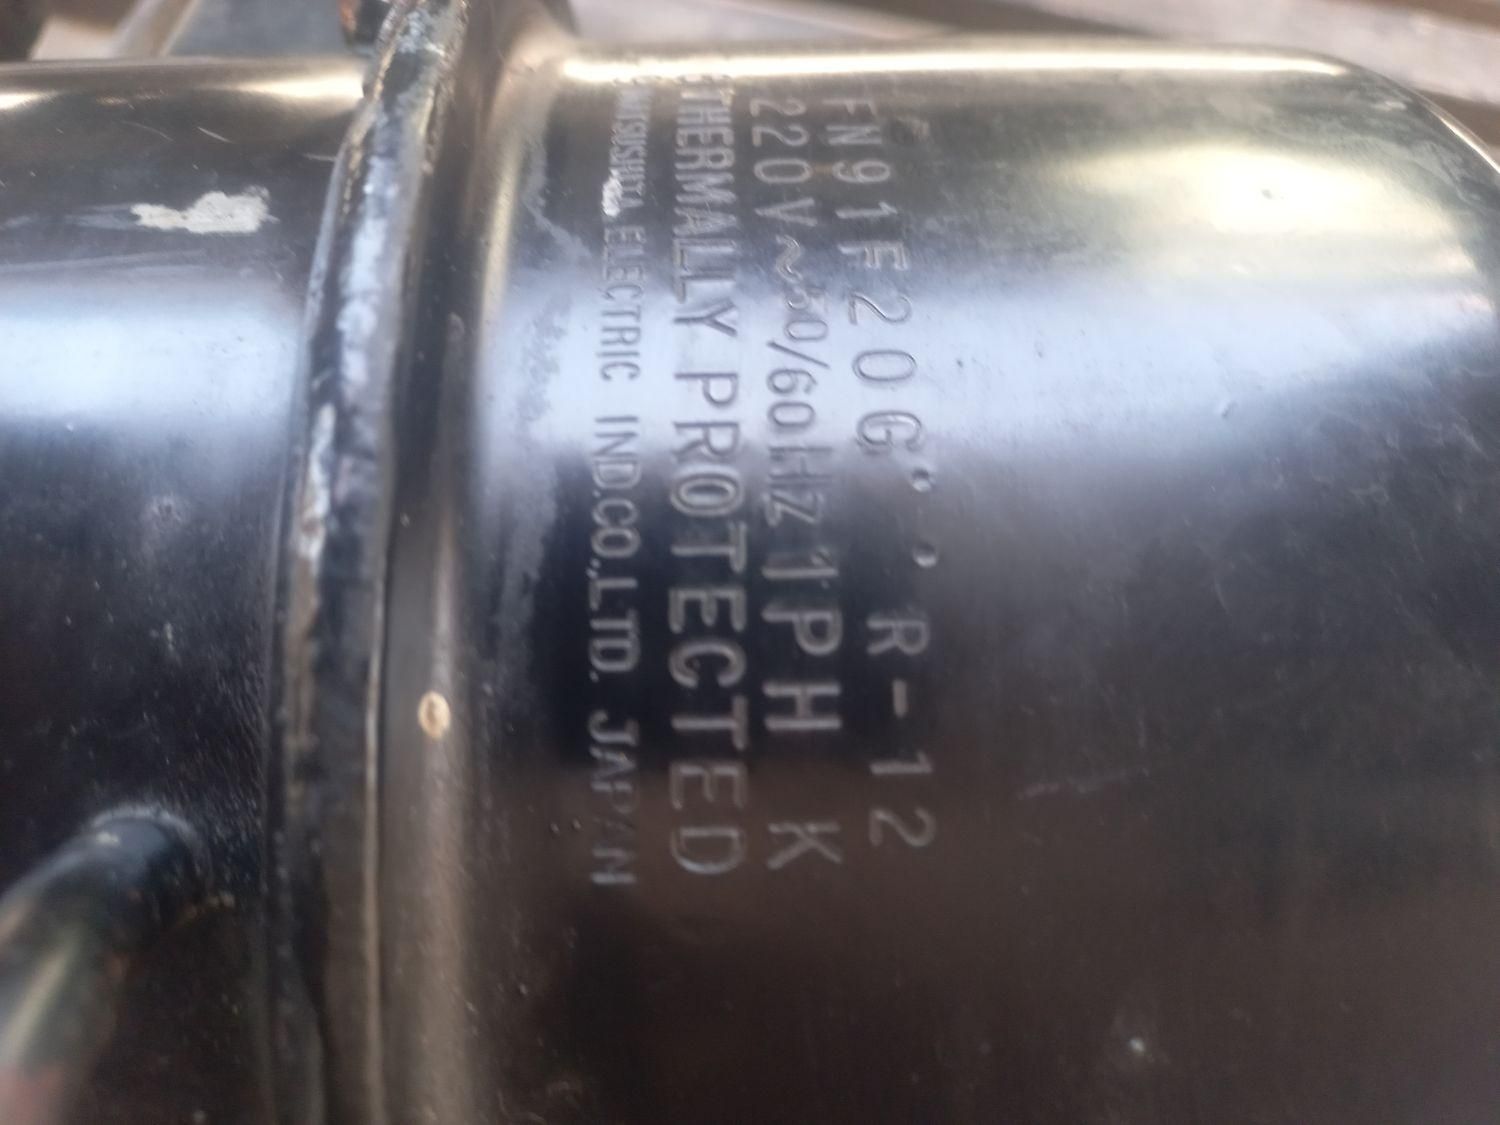 FN91F20G R-12
220V~50/60Hz 1PH K
THERMALLY PROTECTED
MATSUSHITA ELECTRIC IND.CO.,LTD. JAPAN